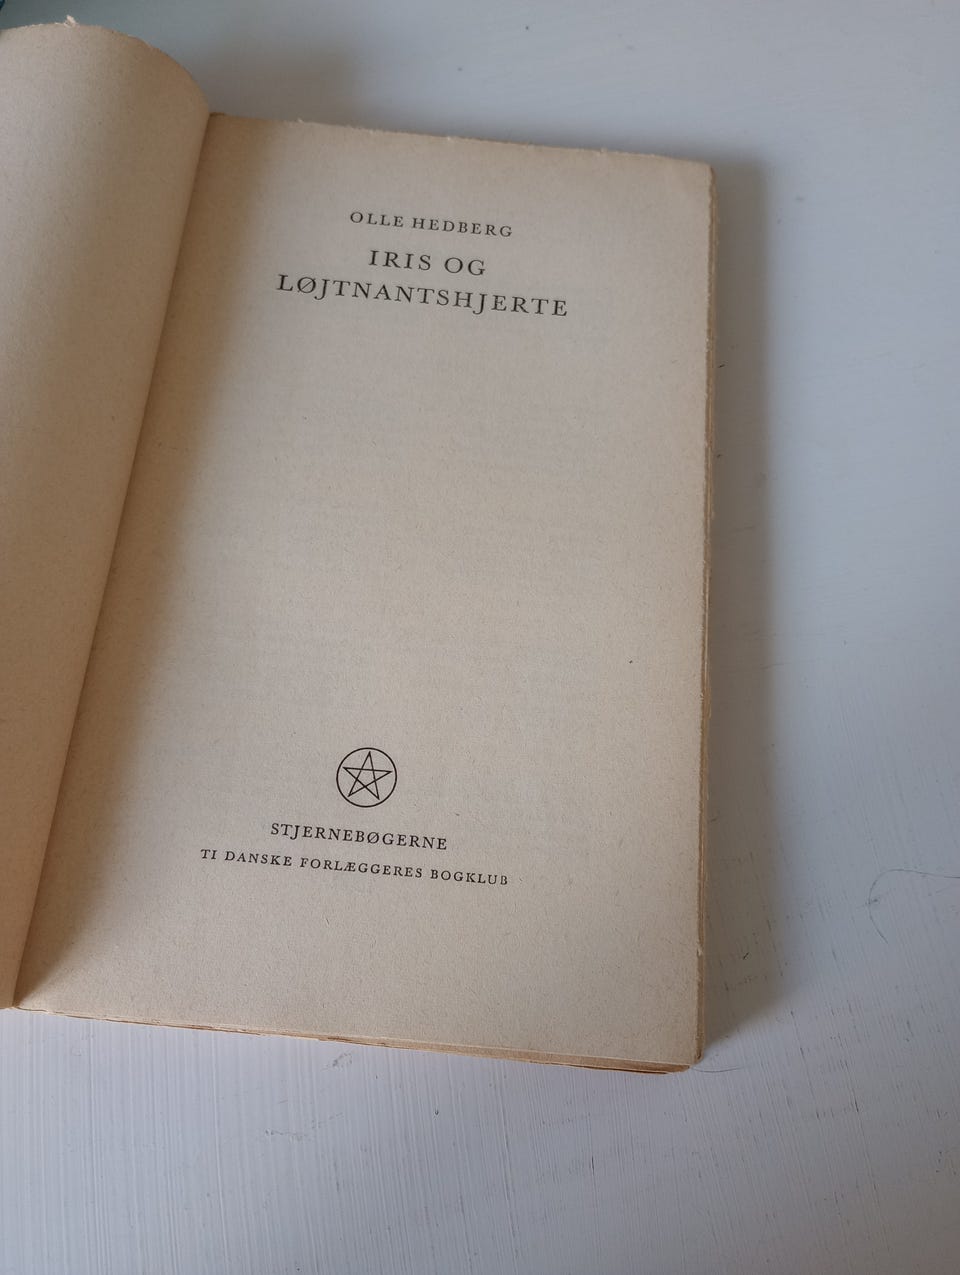 OLLE HEDBERG
IRIS OG
LØJTNANTSHJERTE
STJERNEBØGERNE
TI DANSKE FORLÆGGERES BOGKLUB